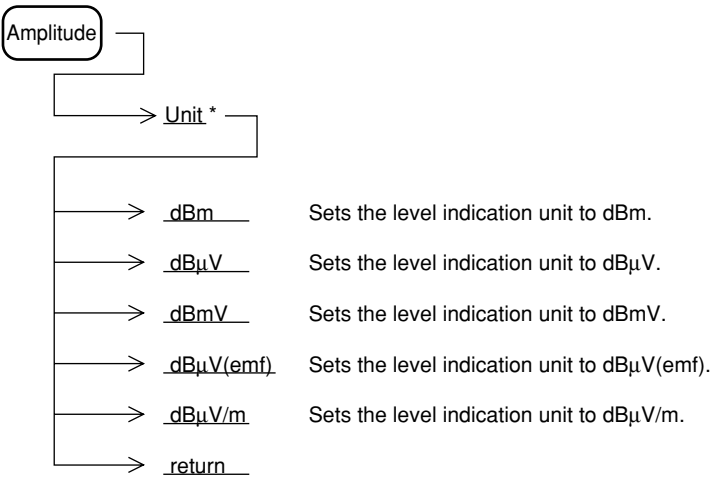 Amplitude
Unit *
dBm Sets the level indication unit to dBm.
dBμV Sets the level indication unit to dBμV.
dBmV Sets the level indication unit to dBmV.
dBμV(emf) Sets the level indication unit to dBμV(emf).
dBμV/m Sets the level indication unit to dBμV/m.
return